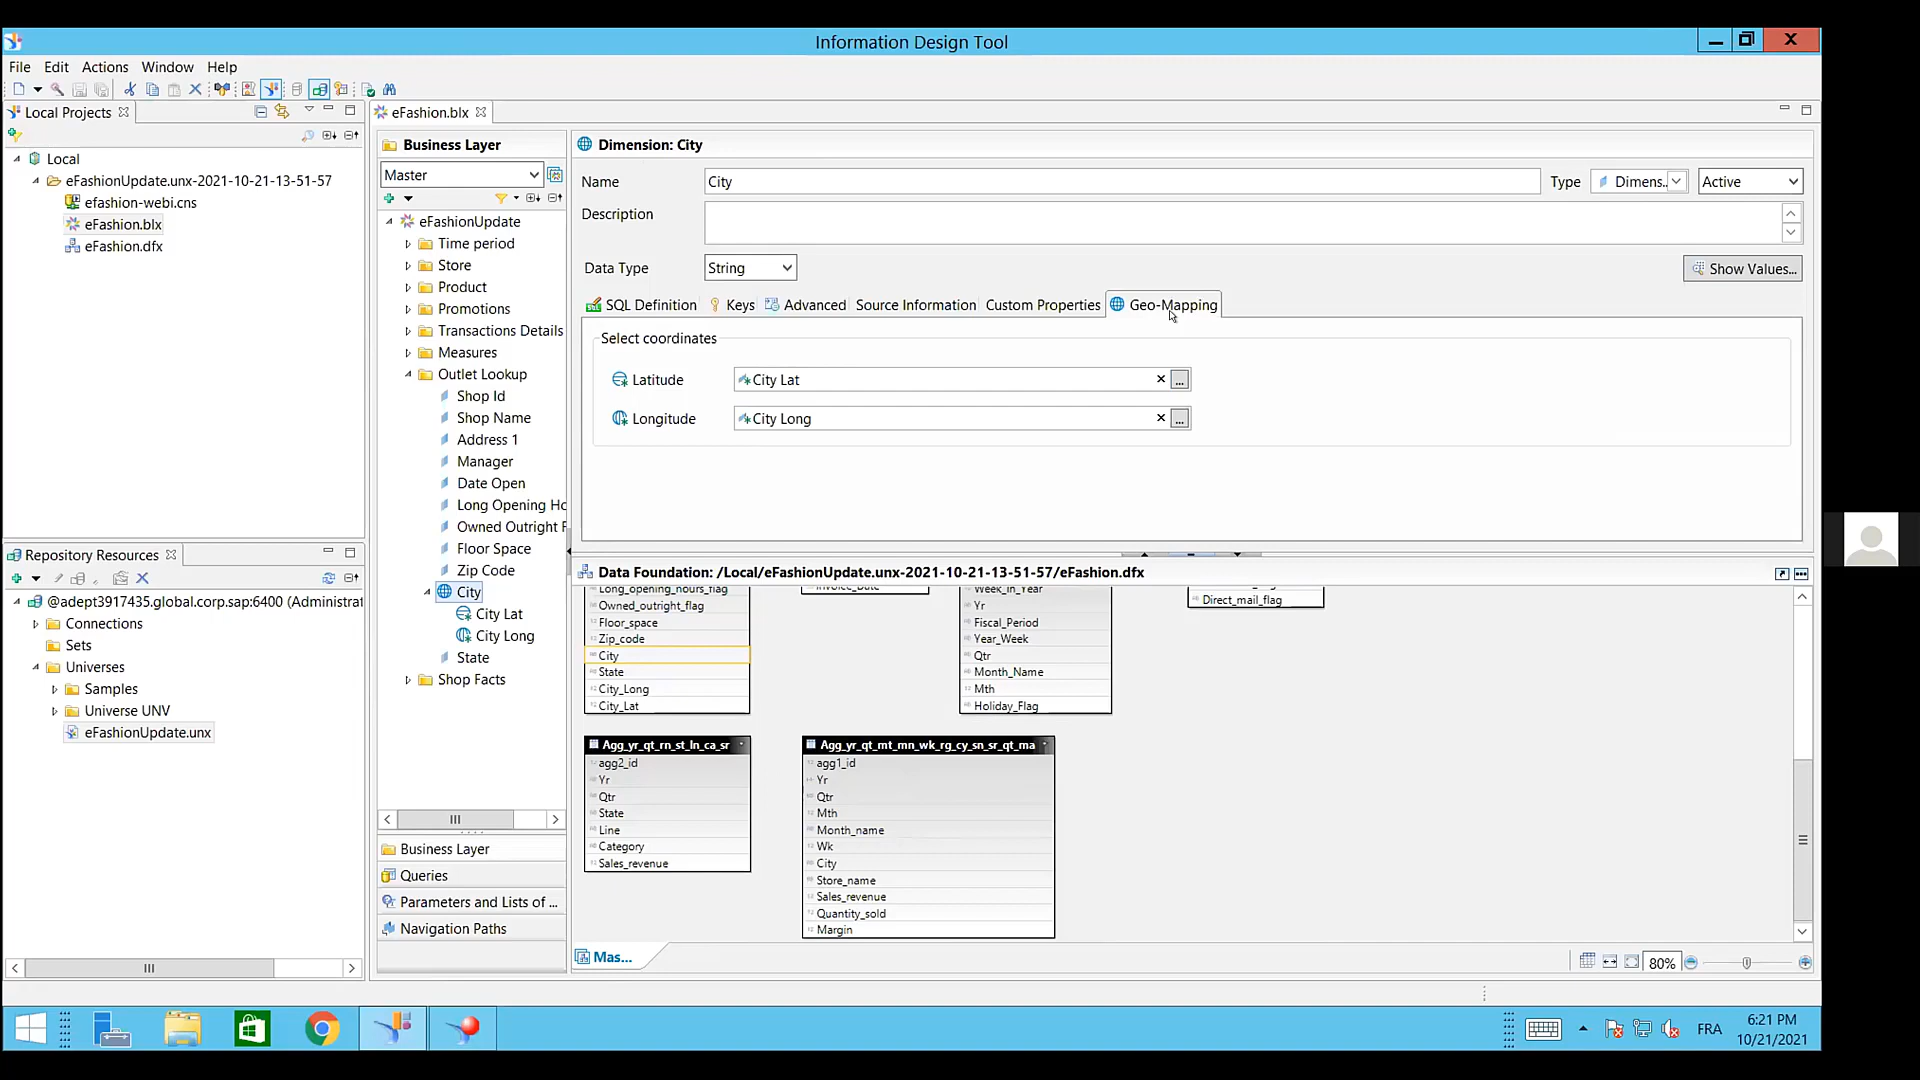 Information Design Tool
File Edit Actions Window Help
Local Projects
eFashion.blx
Local
eFashionUpdate.unx-2021-10-21-13-51-57
efashion-webi.cns
eFashion.blx
eFashion.dfx
Repository Resources
@adept3917435.global.corp.sap:6400 (Administrat
Connections
Sets
Universes
Samples
Universe UNV
eFashionUpdate.unx
Business Layer
Master
eFashionUpdate
Time period
Store
Product
Promotions
Transactions Details
Measures
Outlet Lookup
Shop Id
Shop Name
Address 1
Manager
Date Open
Long Opening Ho
Owned Outright F
Floor Space
Zip Code
City
City Lat
City Long
State
Shop Facts
Business Layer
Queries
Parameters and Lists of ...
Navigation Paths
Dimension: City
Name City Type Dimens... Active
Description
Data Type String Show Values...
SQL Definition Keys Advanced Source Information Custom Properties Geo-Mapping
Select coordinates
Latitude City Lat ...
Longitude City Long ...
Data Foundation: /Local/eFashionUpdate.unx-2021-10-21-13-51-57/eFashion.dfx
Long_opening_hours_flag
Owned_outright_flag
Floor_space
Zip_code
City
State
City_Long
City_Lat
Invoice_Date
Week_In_Year
Yr
Fiscal_Period
Year_Week
Qtr
Month_Name
Mth
Holiday_Flag
Direct_mail_flag
Agg_yr_qt_rn_st_ln_ca_sr
agg2_id
Yr
Qtr
State
Line
Category
Sales_revenue
Agg_yr_qt_mt_mn_wk_rg_cy_sn_sr_qt_ma
agg1_id
Yr
Qtr
Mth
Month_name
Wk
City
Store_name
Sales_revenue
Quantity_sold
Margin
Mas...
80%
FRA
6:21 PM
10/21/2021